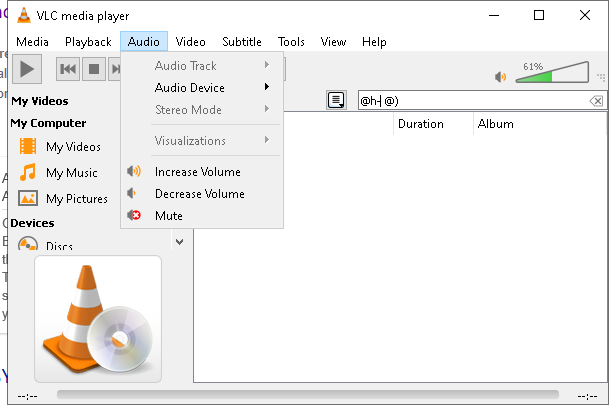 VLC media player
Media Playback Audio Video Subtitle Tools View Help
Audio Track
Audio Device
Stereo Mode
Visualizations
Increase Volume
Decrease Volume
Mute
61%
My Videos
My Computer
My Videos
My Music
My Pictures
Devices
Discs
Duration Album
--:-- --:--